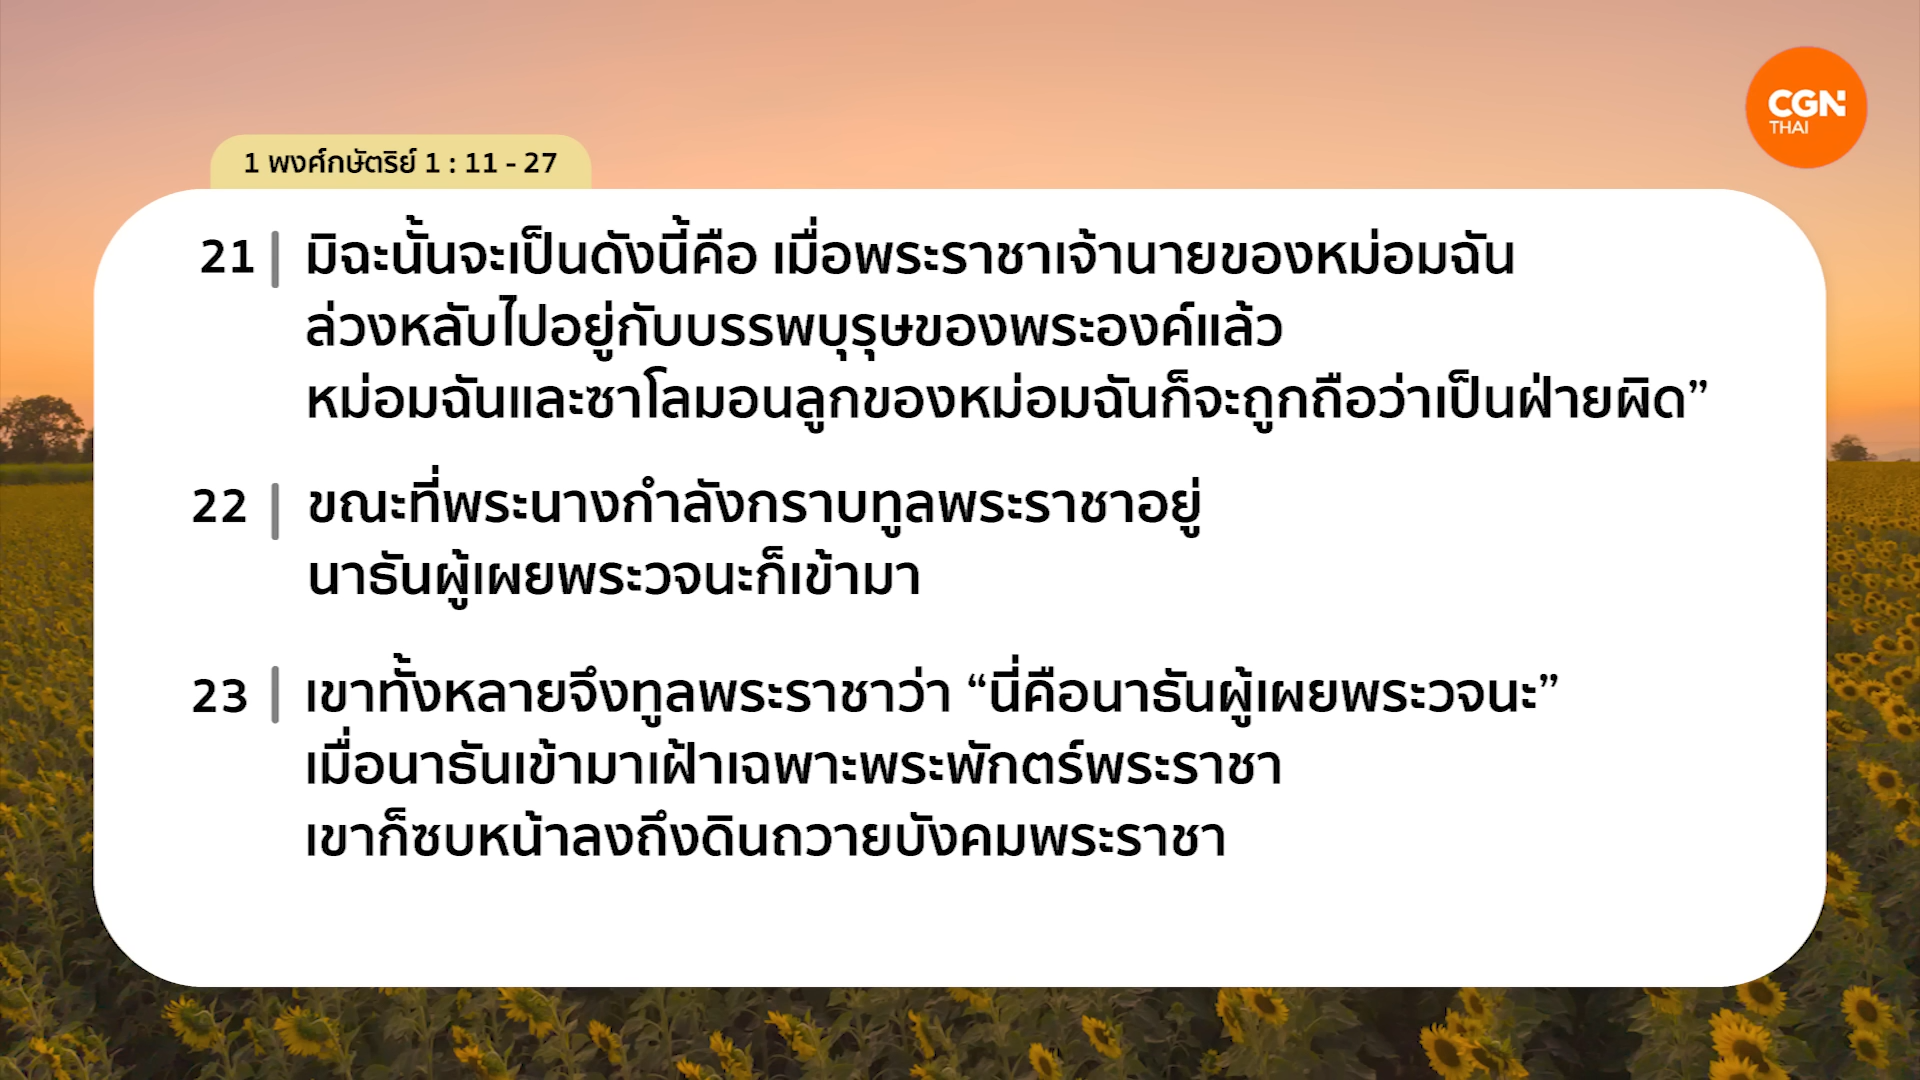 CGN
THAI
1 พงศ์กษัตริย์ 1 : 11 - 27
21 มิฉะนั้นจะเป็นดังนี้คือ เมื่อพระราชาเจ้านายของหม่อมฉัน
ล่วงหลับไปอยู่กับบรรพบุรุษของพระองค์แล้ว
หม่อมฉันและซาโลมอนลูกของหม่อมฉันก็จะถูกถือว่าเป็นฝ่ายผิด”
22 ขณะที่พระนางกำลังกราบทูลพระราชาอยู่
นาธันผู้เผยพระวจนะก็เข้ามา
23 เขาทั้งหลายจึงทูลพระราชาว่า “นี่คือนาธันผู้เผยพระวจนะ”
เมื่อนาธันเข้ามาเฝ้าเฉพาะพระพักตร์พระราชา
เขาก็ซบหน้าลงถึงดินถวายบังคมพระราชา